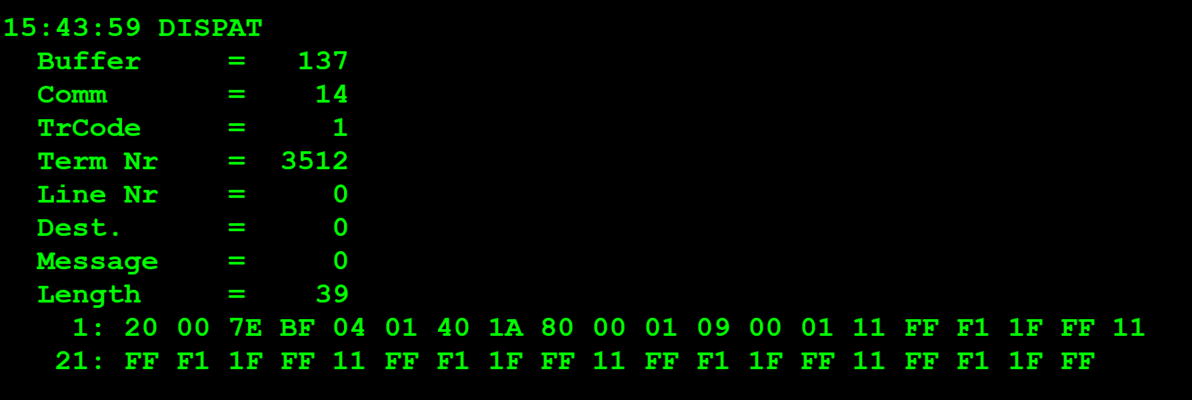 15:43:59 DISPAT
Buffer = 137
Comm = 14
TrCode = 1
Term Nr = 3512
Line Nr = 0
Dest. = 0
Message = 0
Length = 39
1: 20 00 7E BF 04 01 40 1A 80 00 01 09 00 01 11 FF F1 1F FF 11
21: FF F1 1F FF 11 FF F1 1F FF 11 FF F1 1F FF 11 FF F1 1F FF